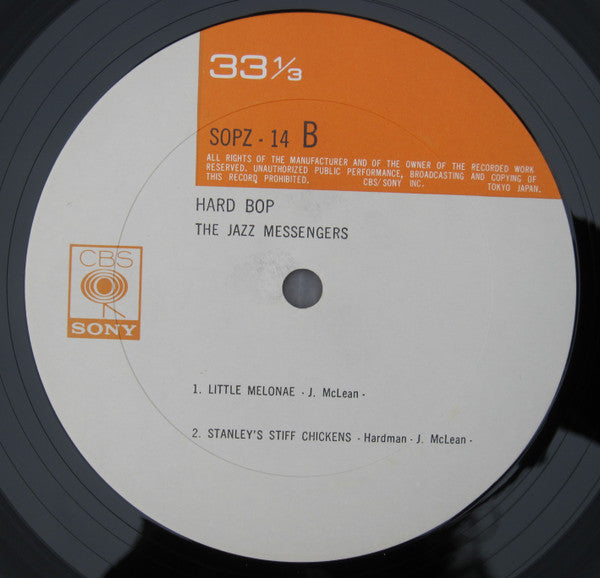 33 1/3
SOPZ - 14 B
ALL RIGHTS OF THE MANUFACTURER AND OF THE OWNER OF THE RECORDED WORK
RESERVED. UNAUTHORIZED PUBLIC PERFORMANCE, BROADCASTING AND COPYING OF
THIS RECORD PROHIBITED. CBS/SONY INC. TOKYO JAPAN.
HARD BOP
THE JAZZ MESSENGERS
CBS
SONY
1. LITTLE MELONAE - J. McLean -
2. STANLEY'S STIFF CHICKENS - Hardman - J. McLean -